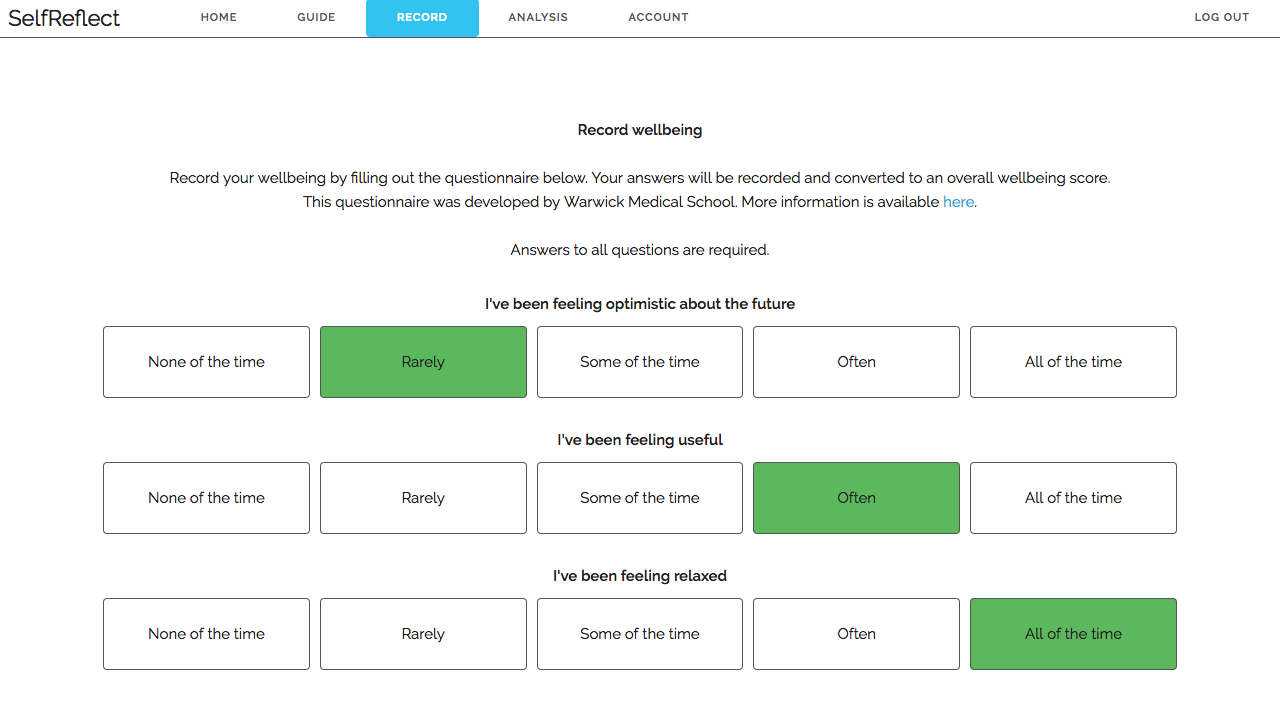 SelfReflect HOME GUIDE RECORD ANALYSIS ACCOUNT LOG OUT
Record wellbeing
Record your wellbeing by filling out the questionnaire below. Your answers will be recorded and converted to an overall wellbeing score.
This questionnaire was developed by Warwick Medical School. More information is available here.
Answers to all questions are required.
I've been feeling optimistic about the future
None of the time Rarely Some of the time Often All of the time
I've been feeling useful
None of the time Rarely Some of the time Often All of the time
I've been feeling relaxed
None of the time Rarely Some of the time Often All of the time